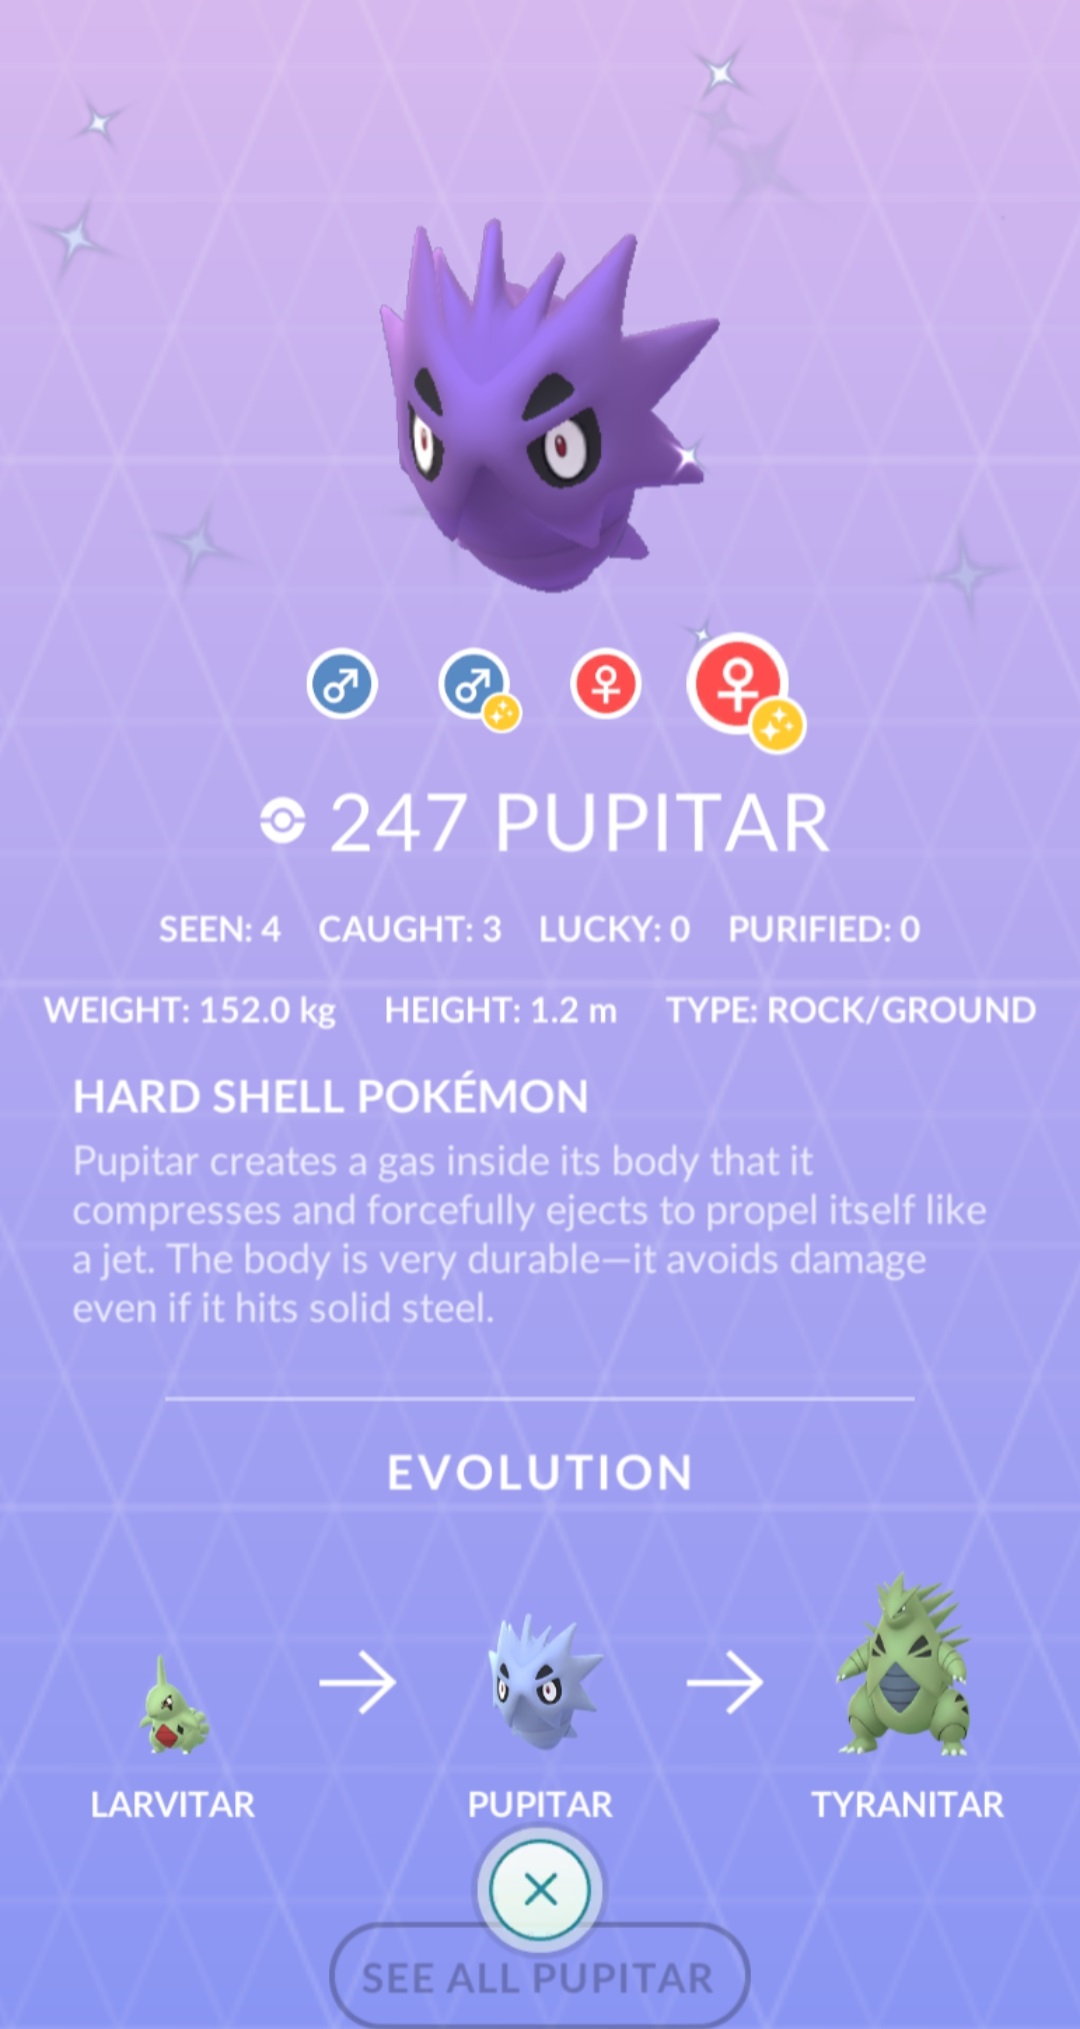 247 PUPITAR
SEEN: 4 CAUGHT: 3 LUCKY: 0 PURIFIED: 0
WEIGHT: 152.0 kg HEIGHT: 1.2 m TYPE: ROCK/GROUND
HARD SHELL POKÉMON
Pupitar creates a gas inside its body that it
compresses and forcefully ejects to propel itself like
a jet. The body is very durable—it avoids damage
even if it hits solid steel.
EVOLUTION
LARVITAR PUPITAR TYRANITAR
SEE ALL PUPITAR